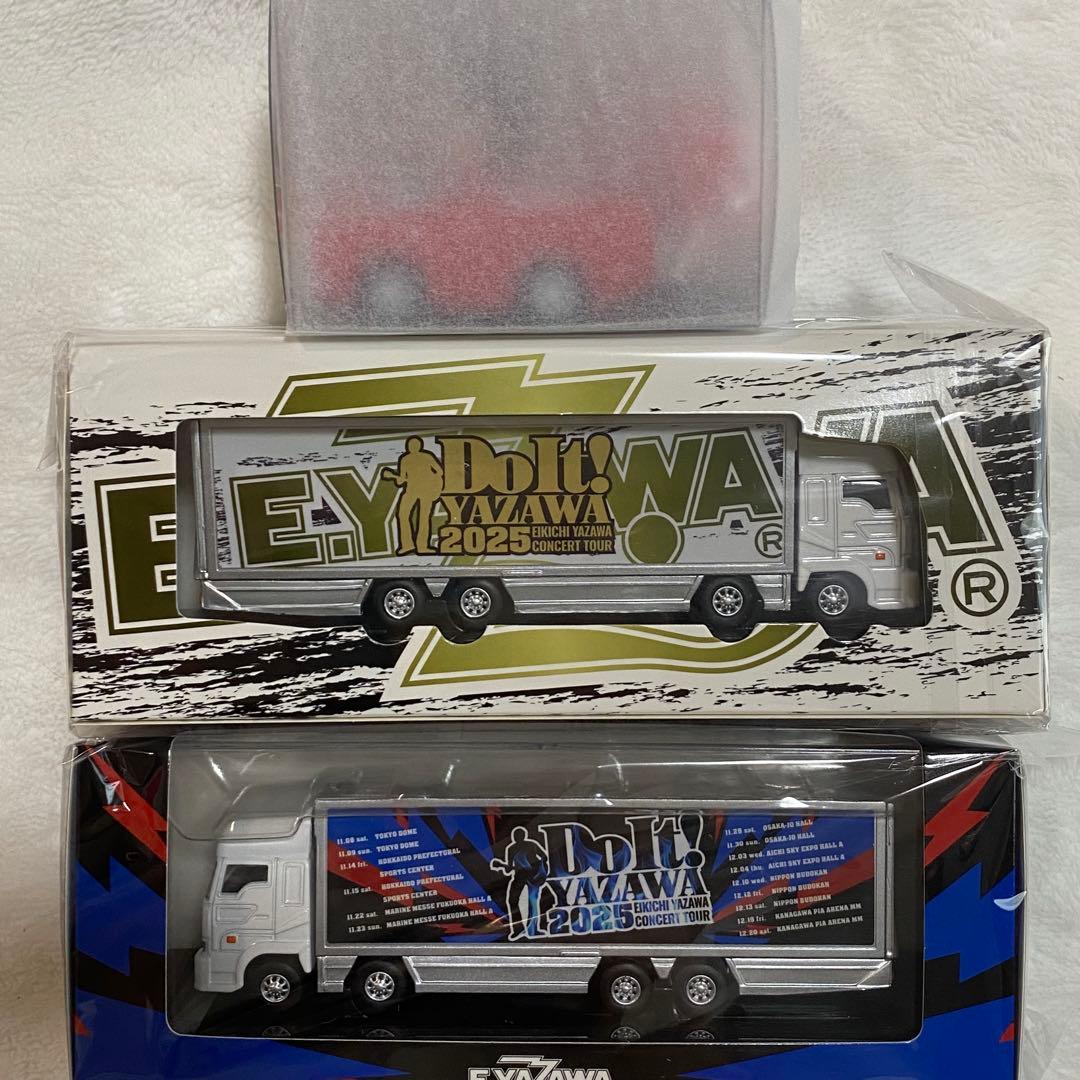 E.YAZAWA ®
E.YAZAWA ®
Do It!
YAZAWA
2025 EIKICHI YAZAWA
CONCERT TOUR
11.08 sat. TOKYO DOME
11.09 sun. TOKYO DOME
11.14 fri. HOKKAIDO PREFECTURAL
SPORTS CENTER
11.15 sat. HOKKAIDO PREFECTURAL
SPORTS CENTER
11.22 sat. MARINE MESSE FUKUOKA HALL A
11.23 sun. MARINE MESSE FUKUOKA HALL A
Do It!
YAZAWA
2025 EIKICHI YAZAWA
CONCERT TOUR
11.29 sat. OSAKA-JO HALL
11.30 sun. OSAKA-JO HALL
12.03 wed. AICHI SKY EXPO HALL A
12.04 thu. AICHI SKY EXPO HALL A
12.10 wed. NIPPON BUDOKAN
12.12 fri. NIPPON BUDOKAN
12.13 sat. NIPPON BUDOKAN
12.19 fri. KANAGAWA PIA ARENA MM
12.20 sat. KANAGAWA PIA ARENA MM
E.YAZAWA